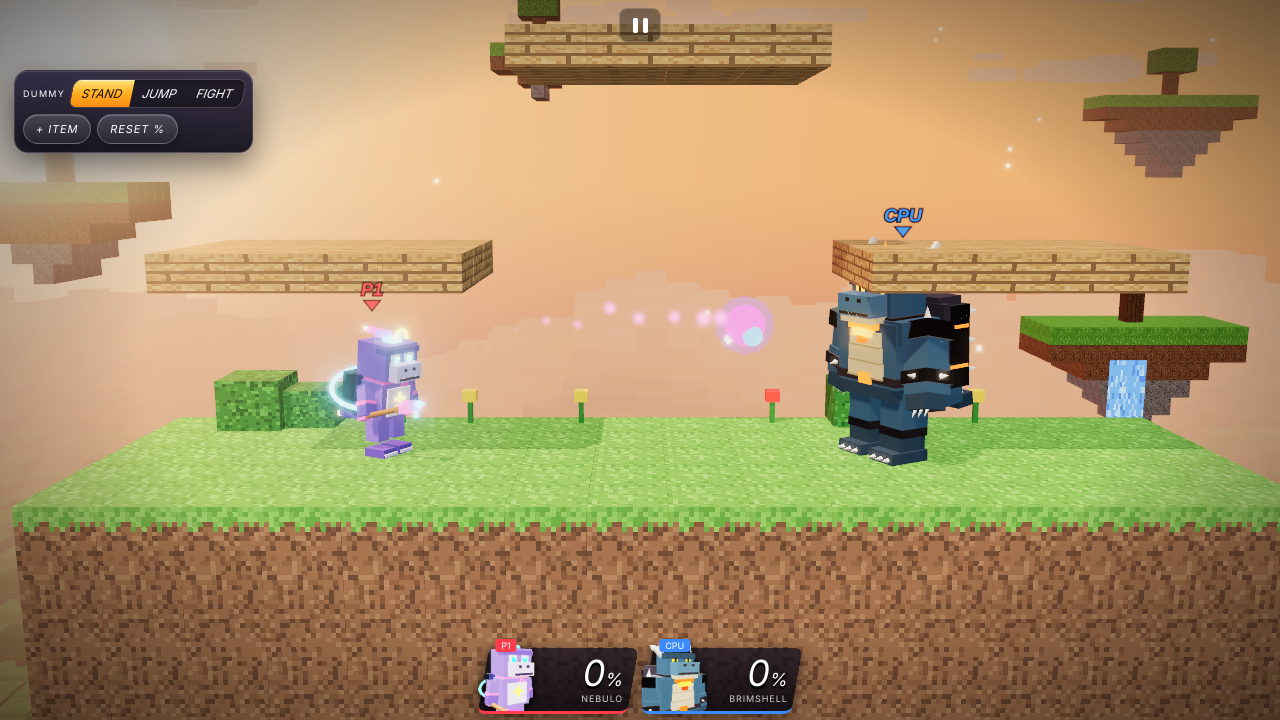 DUMMY STAND JUMP FIGHT
+ ITEM RESET %
CPU
P1
P1
0%
NEBULO
CPU
0%
BRIMSHELL